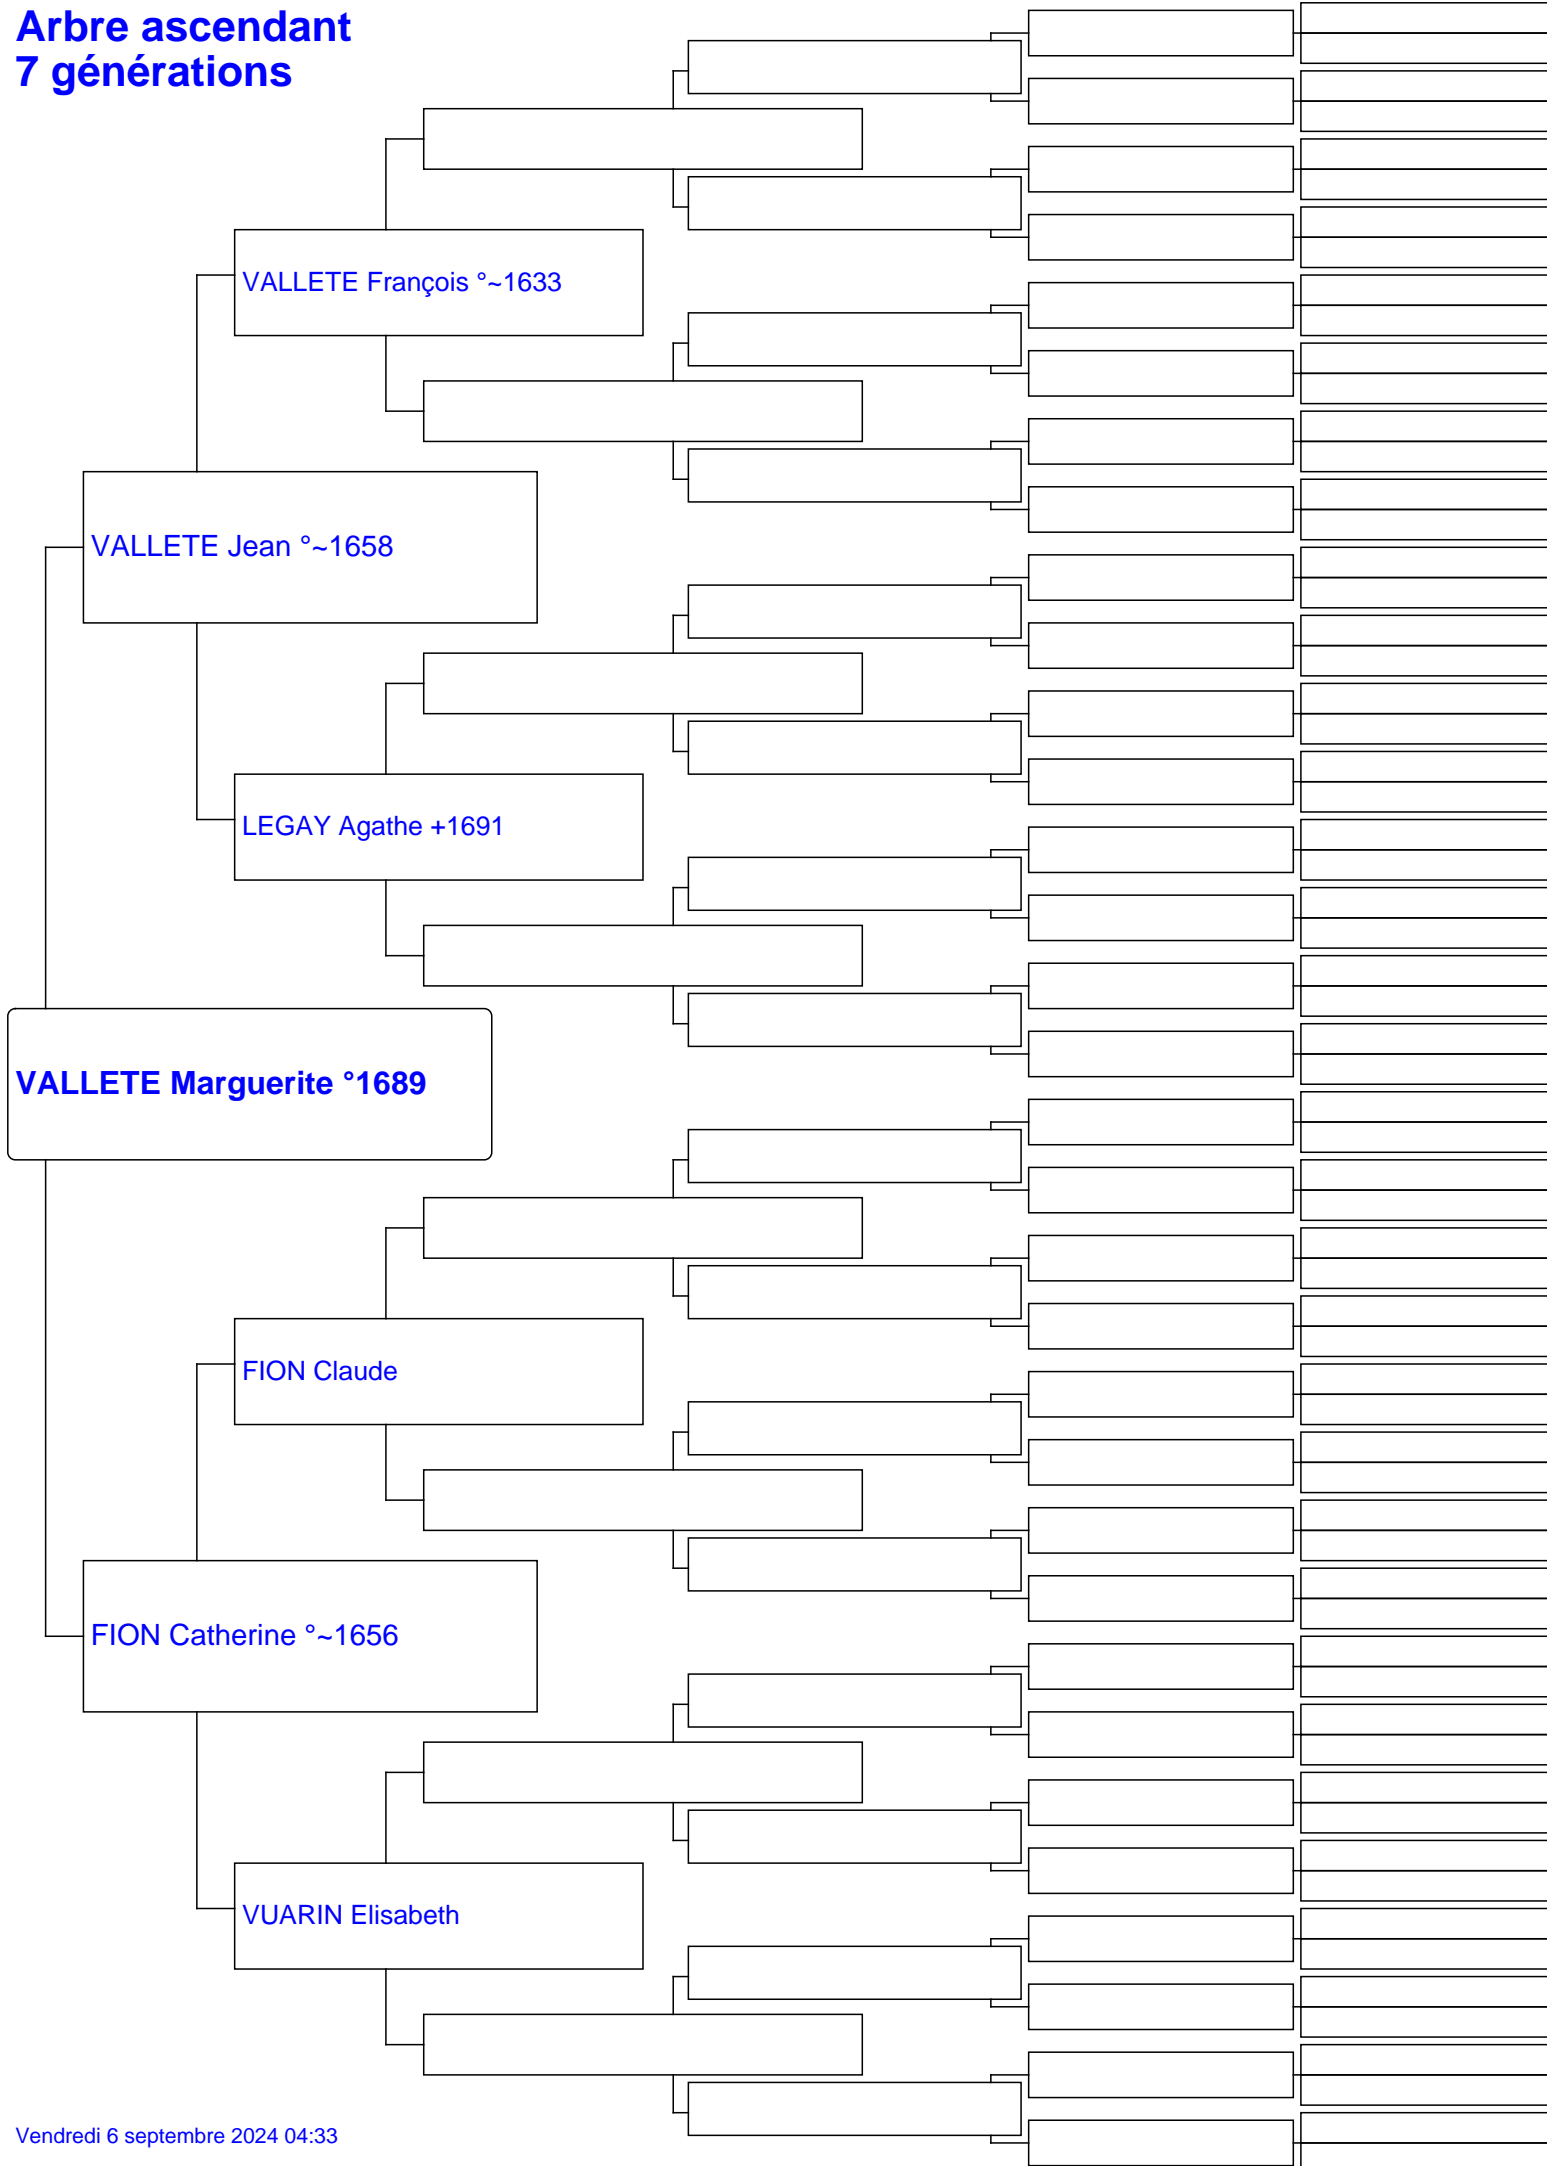 Arbre ascendant
7 générations
VALLETE François °~1633
VALLETE Jean °~1658
LEGAY Agathe +1691
VALLETE Marguerite °1689
FION Claude
FION Catherine °~1656
VUARIN Elisabeth
Vendredi 6 septembre 2024 04:33